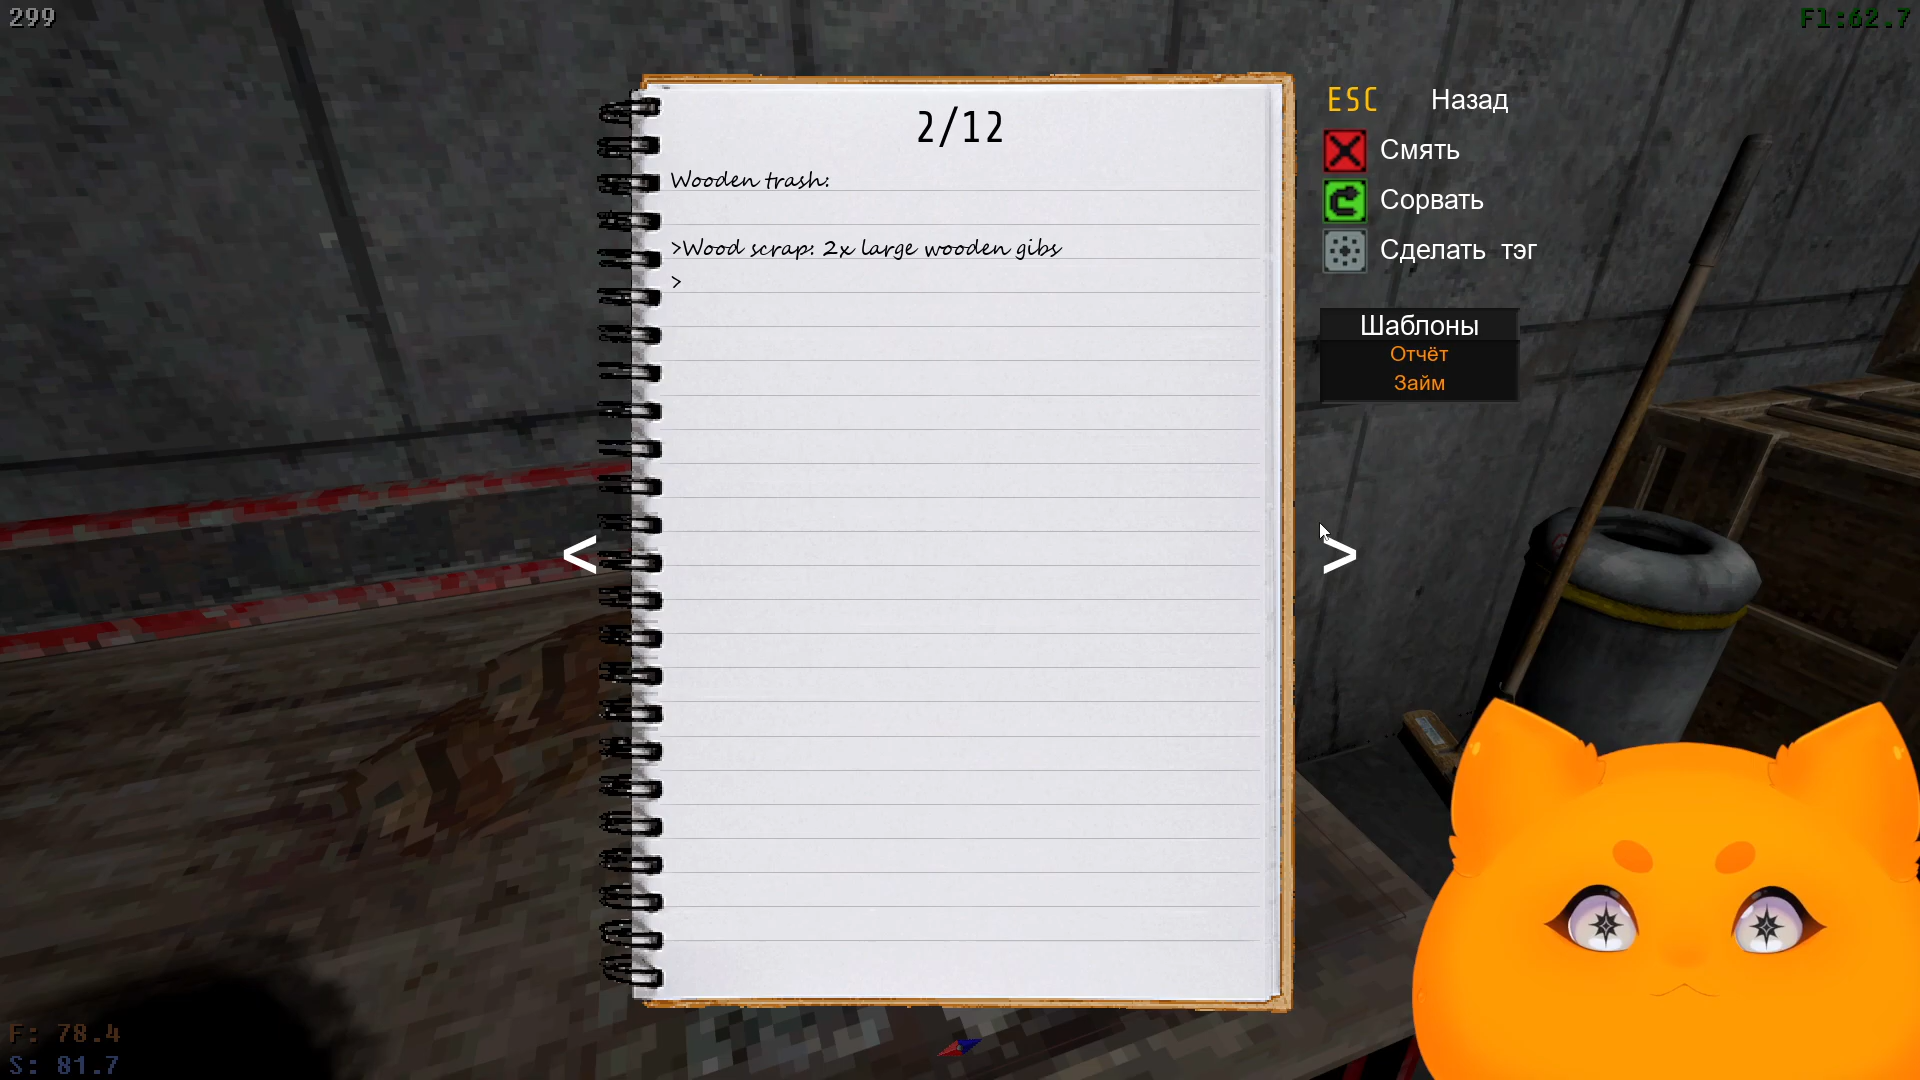 299
F1:62.7
2/12
Wooden trash:
>Wood scrap: 2x large wooden gibs
>
<
>
ESC Назад
Смять
Сорвать
Сделать тэг
Шаблоны
Отчёт
Займ
F: 78.4
S: 81.7